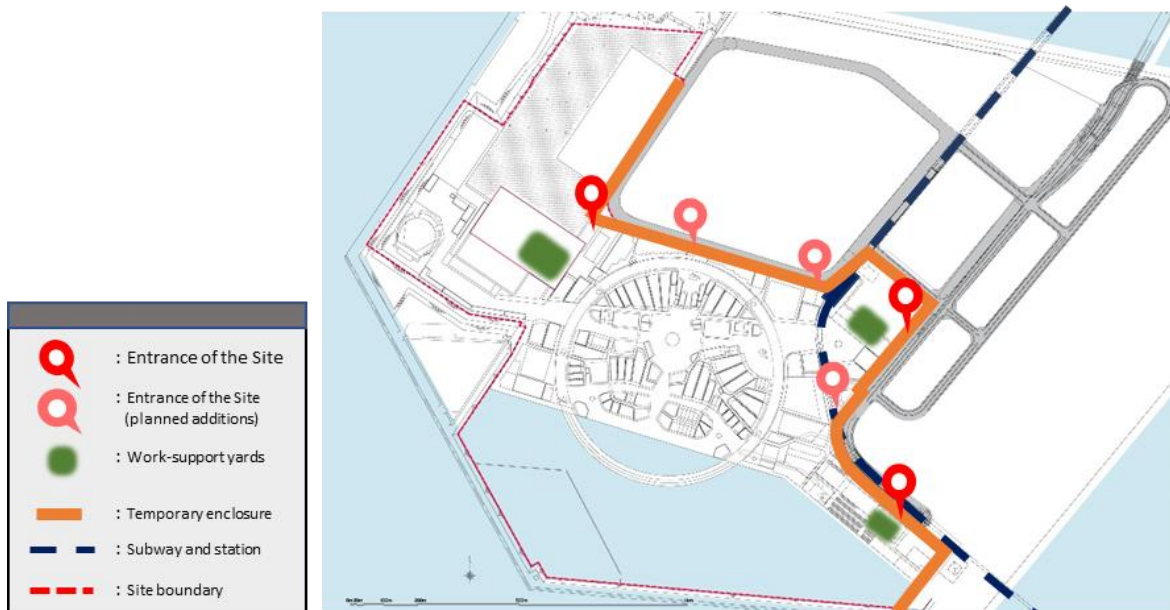 : Entrance of the Site
: Entrance of the Site
(planned additions)
: Work-support yards
: Temporary enclosure
: Subway and station
: Site boundary